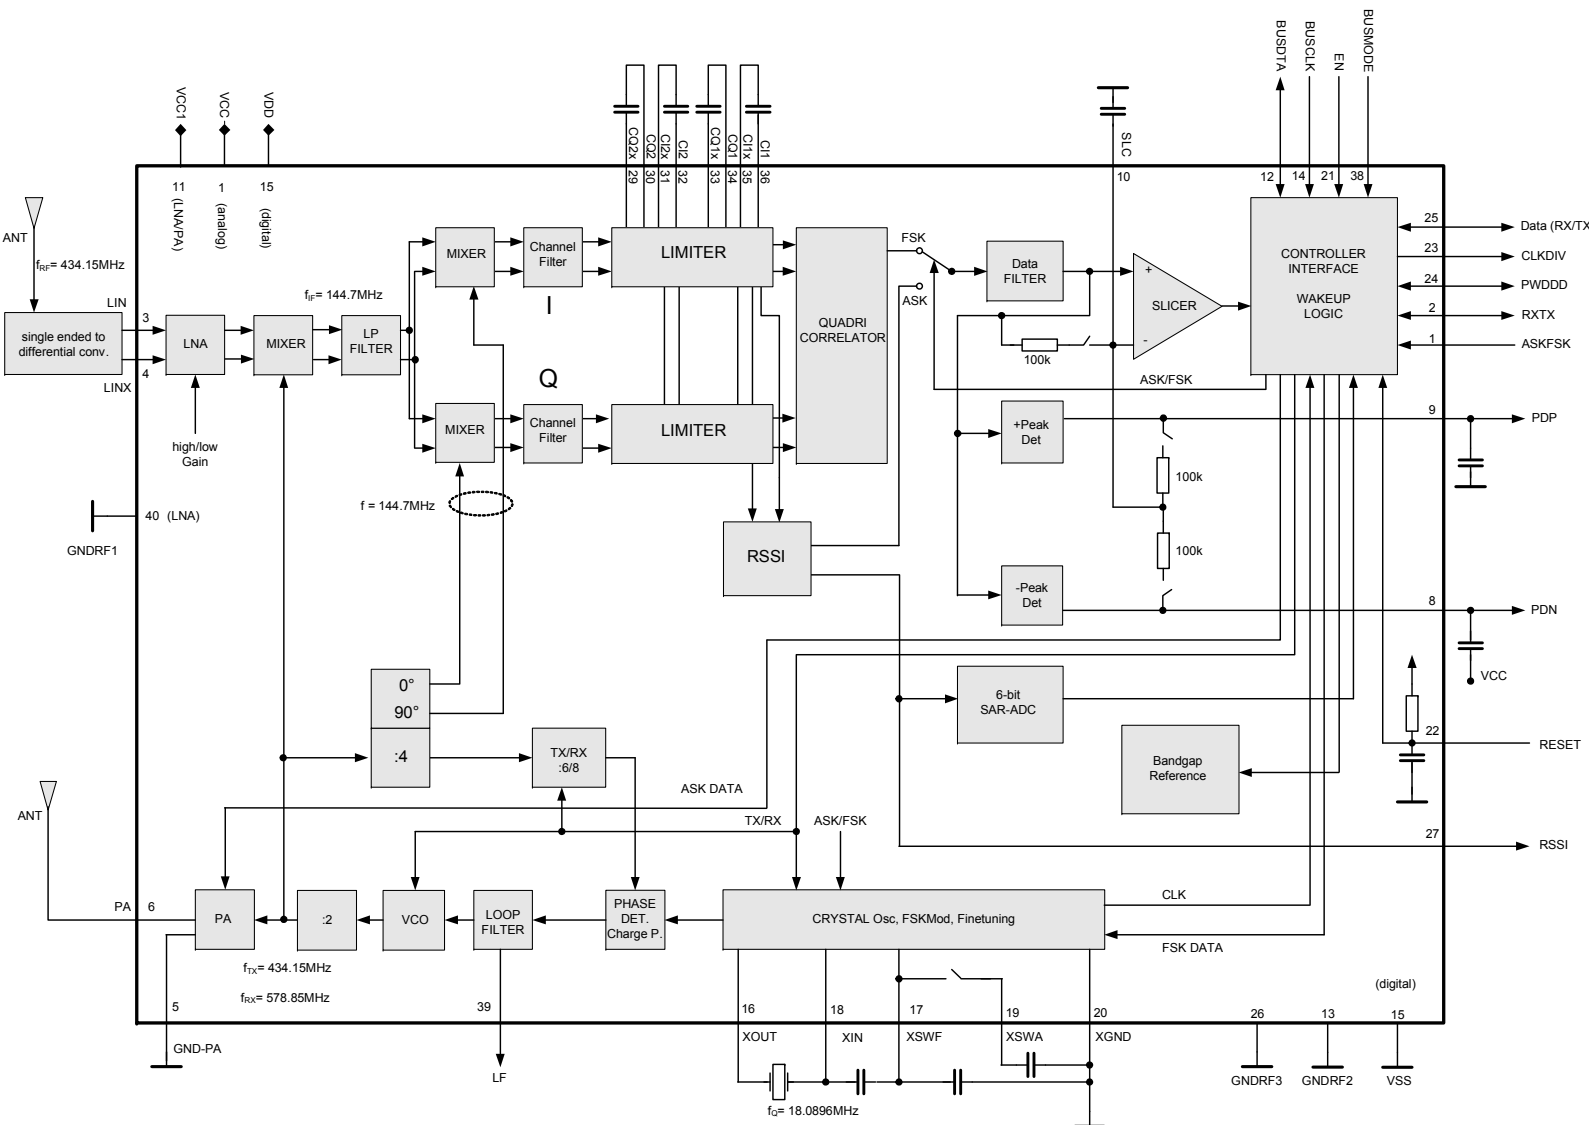 BUSDTA
BUSCLK
EN
BUSMODE
VCC1
VCC
VDD
CQ2x
CQ2
CI2x
CI2
CQ1x
CQ1
CI1x
CI1
29
30
31
32
33
34
35
36
SLC
10
12
14
21
38
11
1
15
(LNA/PA)
(analog)
(digital)
ANT
fRF= 434.15MHz
LIN
3
single ended to
differential conv.
4
LINX
LNA
high/low
Gain
MIXER
fIF= 144.7MHz
LP
FILTER
MIXER
Channel
Filter
I
LIMITER
Q
MIXER
Channel
Filter
LIMITER
QUADRI
CORRELATOR
FSK
ASK
Data
FILTER
+
-
SLICER
100k
CONTROLLER
INTERFACE
WAKEUP
LOGIC
25
Data (RX/TX
23
CLKDIV
24
PWDDD
2
RXTX
1
ASKFSK
ASK/FSK
+Peak
Det
9
PDP
100k
100k
-Peak
Det
8
PDN
VCC
f = 144.7MHz
40 (LNA)
GNDRF1
RSSI
0°
90°
:4
TX/RX
:6/8
6-bit
SAR-ADC
Bandgap
Reference
22
RESET
ASK DATA
TX/RX
ASK/FSK
27
RSSI
ANT
PA
6
PA
:2
VCO
LOOP
FILTER
PHASE
DET.
Charge P.
CRYSTAL Osc, FSKMod, Finetuning
CLK
FSK DATA
fTX= 434.15MHz
fRX= 578.85MHz
(digital)
5
39
16
18
17
19
20
26
13
15
GND-PA
LF
XOUT
XIN
XSWF
XSWA
XGND
GNDRF3
GNDRF2
VSS
fQ= 18.0896MHz